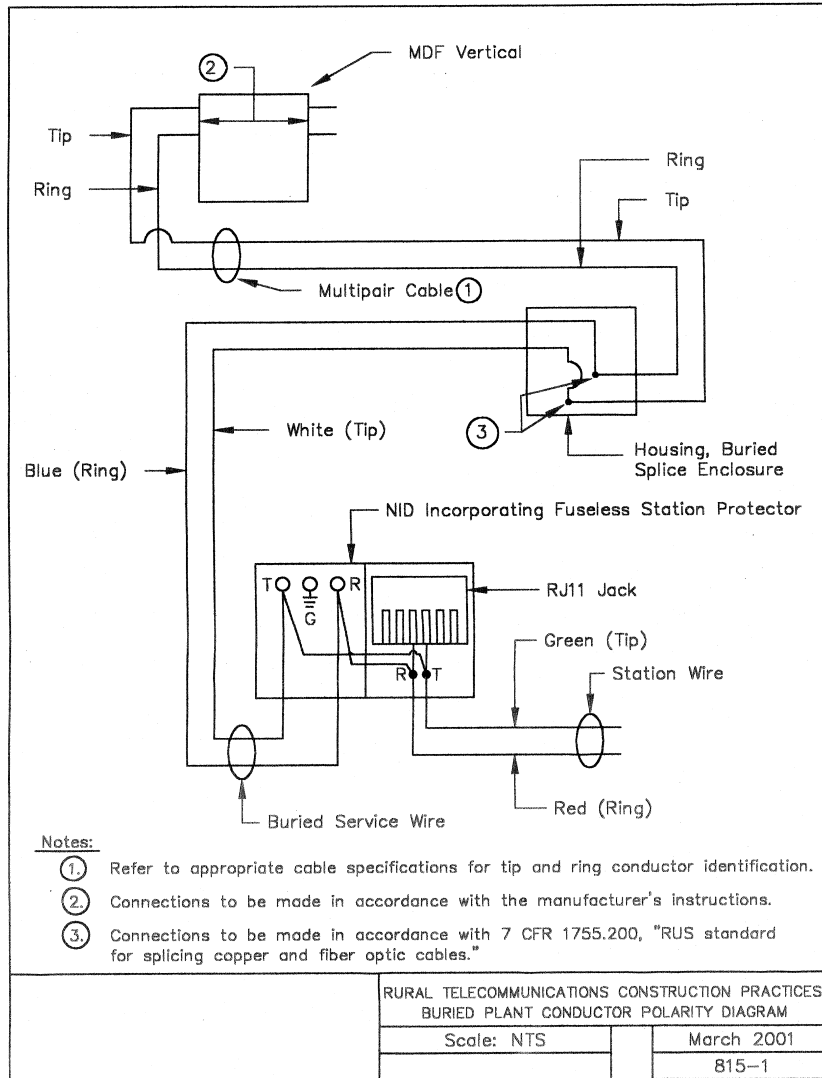 MDF Vertical
2
Tip
Ring
Ring
Tip
Multipair Cable 1
White (Tip)
3
Blue (Ring)
Housing, Buried
Splice Enclosure
NID Incorporating Fuseless Station Protector
T R
G
RJ11 Jack
Green (Tip)
R T
Station Wire
Red (Ring)
Buried Service Wire
Notes:
1. Refer to appropriate cable specifications for tip and ring conductor identification.
2. Connections to be made in accordance with the manufacturer's instructions.
3. Connections to be made in accordance with 7 CFR 1755.200, "RUS standard
for splicing copper and fiber optic cables."
RURAL TELECOMMUNICATIONS CONSTRUCTION PRACTICES
BURIED PLANT CONDUCTOR POLARITY DIAGRAM
Scale: NTS
March 2001
815-1